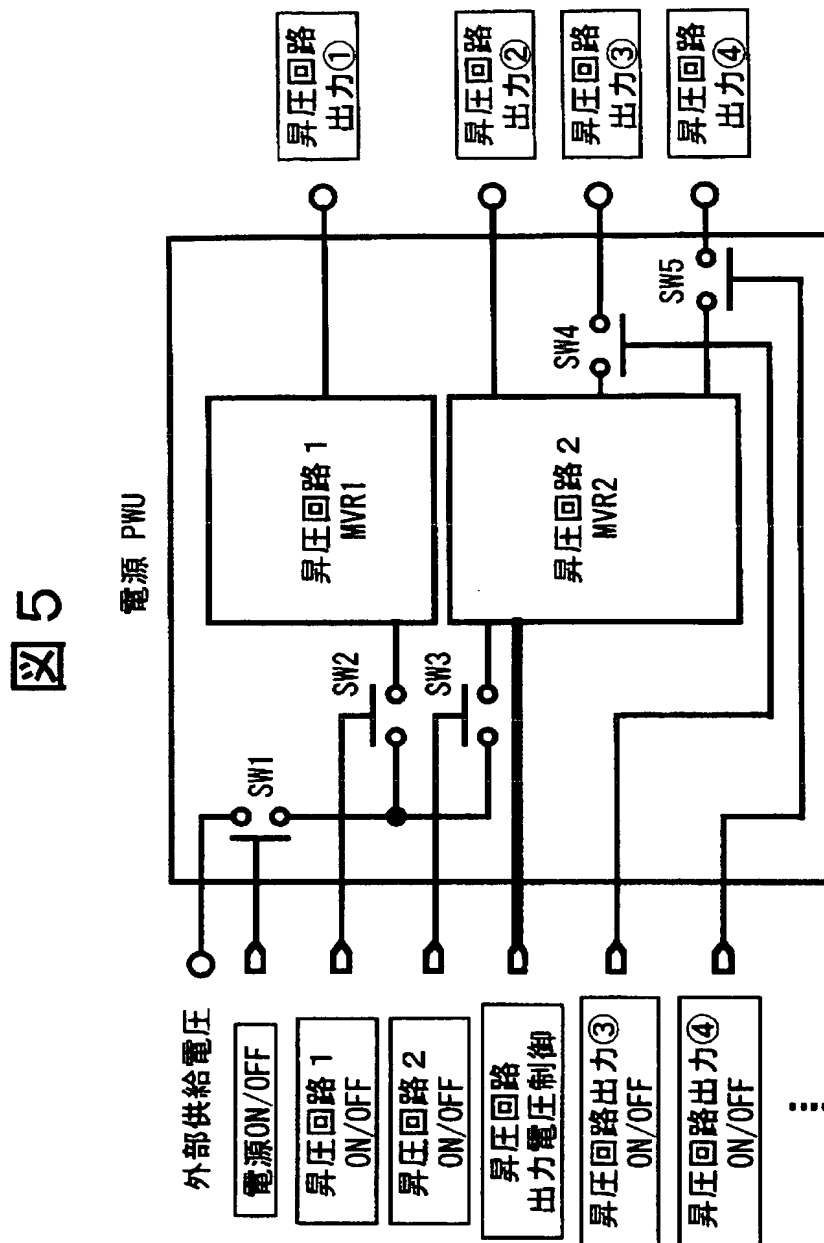 図5
電源 PWU
外部供給電圧
電源ON/OFF
昇圧回路1
ON/OFF
昇圧回路2
ON/OFF
昇圧回路
出力電圧制御
昇圧回路出力③
ON/OFF
昇圧回路出力④
ON/OFF
SW1
SW2
SW3
昇圧回路1
MVR1
昇圧回路2
MVR2
SW4
SW5
昇圧回路
出力①
昇圧回路
出力②
昇圧回路
出力③
昇圧回路
出力④